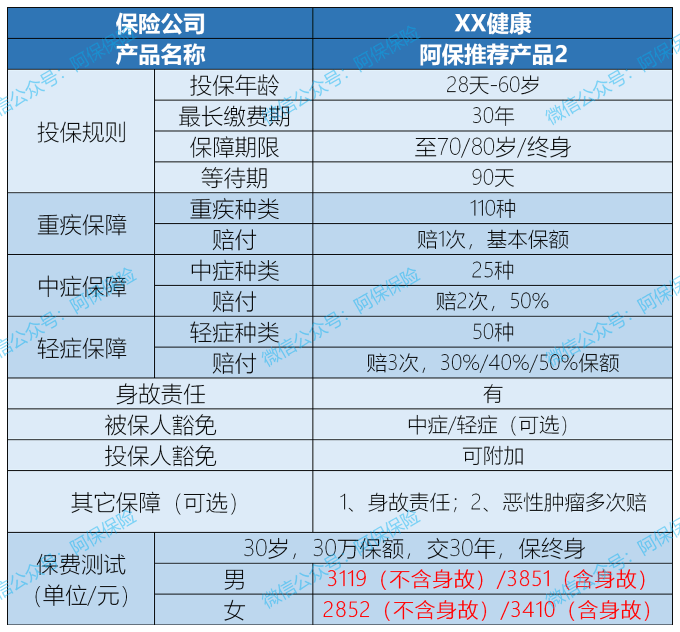 保险公司 XX健康
产品名称 阿保推荐产品2
投保规则 投保年龄 28天-60岁
最长缴费期 30年
保障期限 至70/80岁/终身
等待期 90天
重疾保障 重疾种类 110种
赔付 赔1次，基本保额
中症保障 中症种类 25种
赔付 赔2次，50%
轻症保障 轻症种类 50种
赔付 赔3次，30%/40%/50%保额
身故责任 有
被保人豁免 中症/轻症（可选）
投保人豁免 可附加
其它保障（可选） 1、身故责任；2、恶性肿瘤多次赔
保费测试（单位/元） 30岁，30万保额，交30年，保终身
男 3119（不含身故）/3851（含身故）
女 2852（不含身故）/3410（含身故）
微信公众号：阿保保险